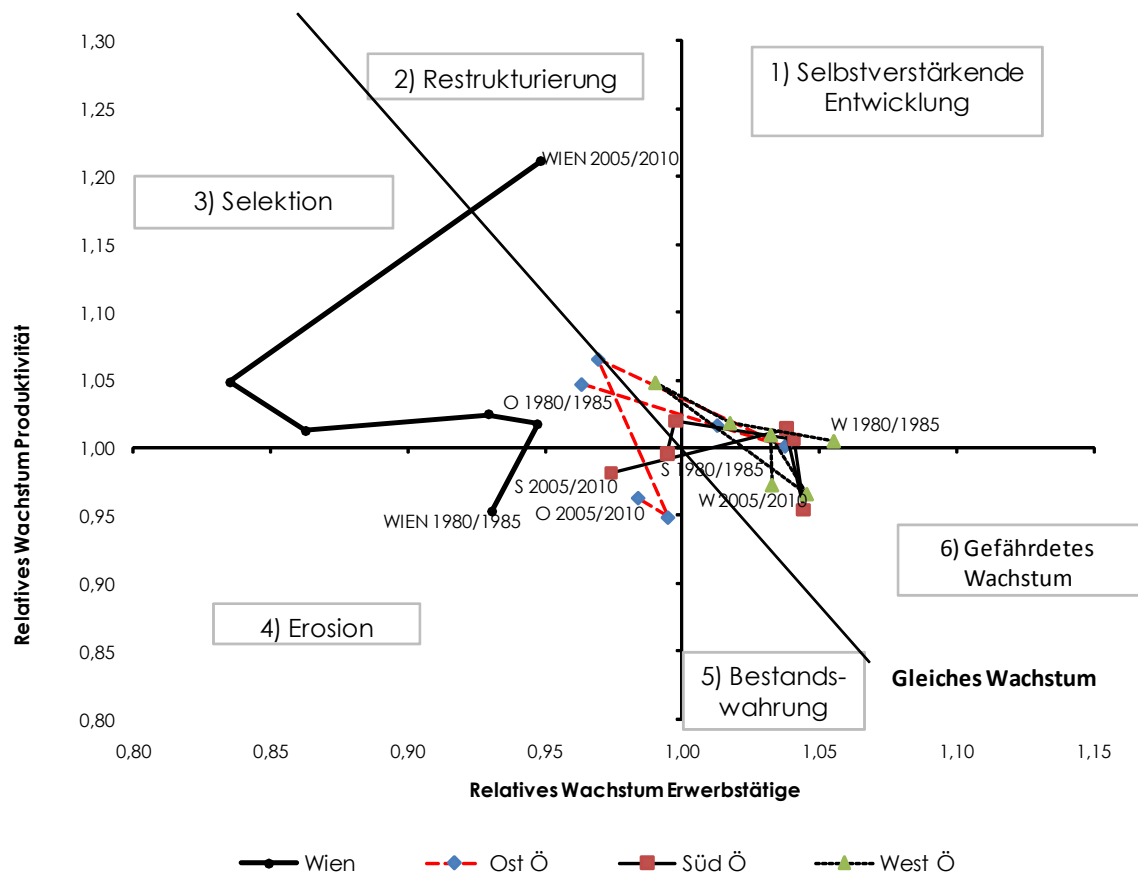 1,30
1,25
1,20
1,15
1,10
1,05
1,00
0,95
0,90
0,85
0,80
Relatives Wachstum Produktivität
1) Selbstverstärkende
Entwicklung
2) Restrukturierung
3) Selektion
WIEN 2005/2010
O 1980/1985
W 1980/1985
S 1980/1985
S 2005/2010
W 2005/2010
O 2005/2010
WIEN 1980/1985
6) Gefährdetes
Wachstum
4) Erosion
5) Bestands-
wahrung
Gleiches Wachstum
0,80 0,85 0,90 0,95 1,00 1,05 1,10 1,15
Relatives Wachstum Erwerbstätige
Wien Ost Ö Süd Ö West Ö